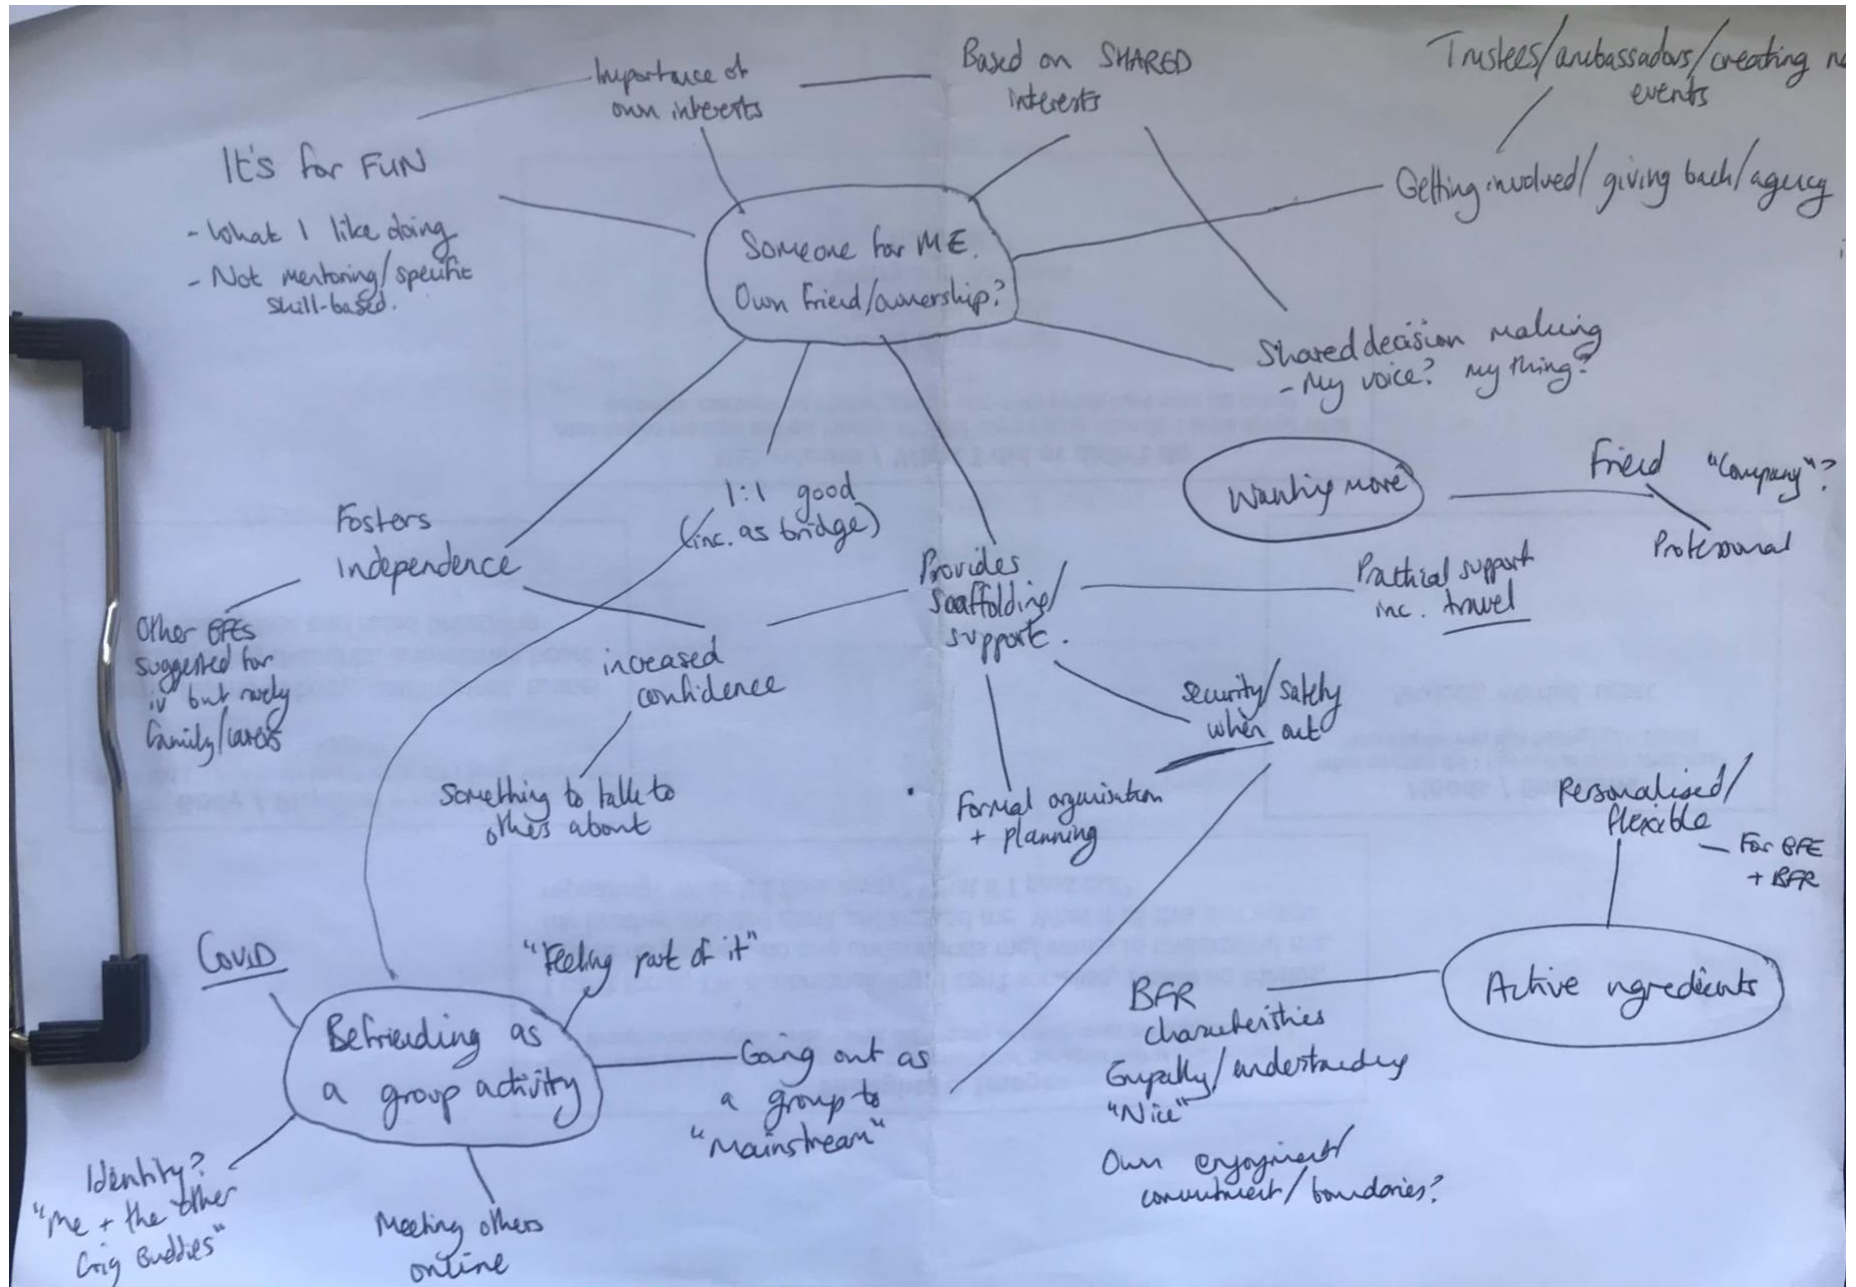 Importance of
own interests
Based on SHARED
interests
Trustees/ambassadors/creating
events
It's for FUN
- What I like doing
- Not mentoring/specific
skill-based.
Someone for ME.
Own friend/ownership?
Getting involved/giving back/agency
Shared decision making
- My voice? my thing?
Wanting more
Friend "Company"?
Professional
Fosters
independence
1:1 good
(inc. as bridge)
Provides
scaffolding/
support.
Practical support
inc. travel
Other BFEs
suggested for
iv but rarely
family/carers
increased
confidence
security/safety
when out
Something to talk to
others about
Formal organisation
+ planning
Personalised/
flexible
- For BFE
+ BFR
Active ingredients
BFR
characteristics
Empathy/understanding
"Nice"
Own enjoyment/
commitment/boundaries?
COVID
"Feeling part of it"
Befriending as
a group activity
Going out as
a group to
"Mainstream"
Identity?
"Me + the other
Gig Buddies"
Meeting others
online